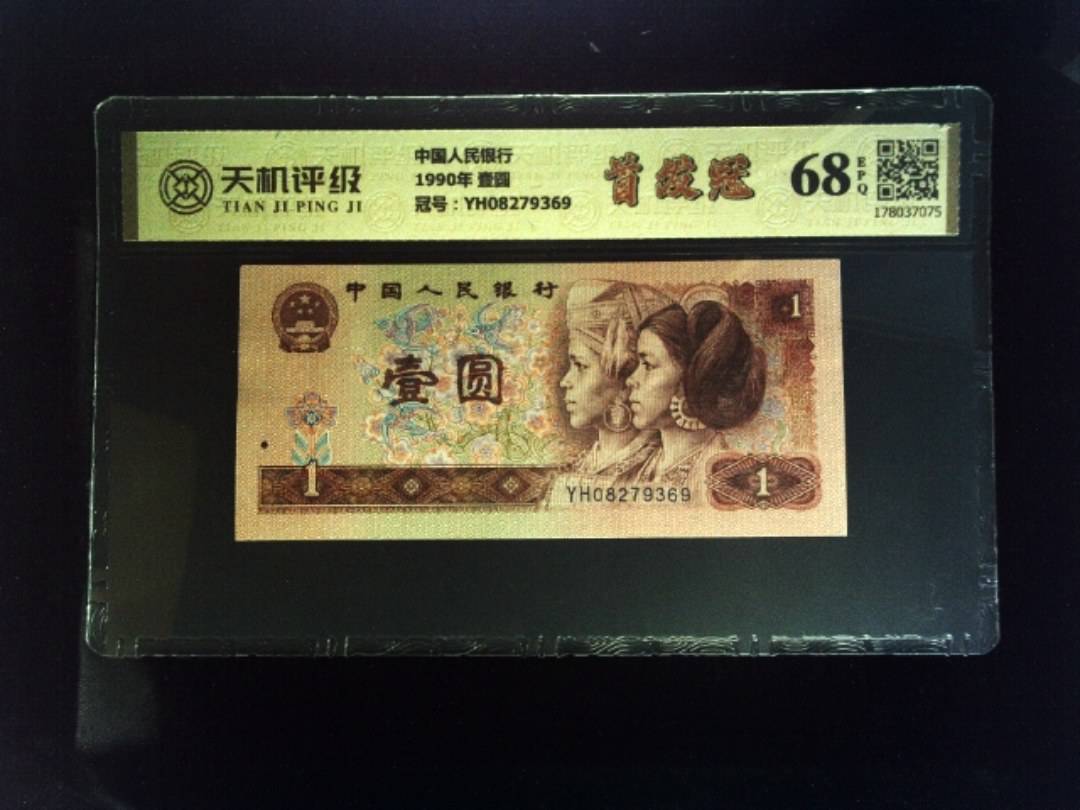 天机评级
TIAN JI PING JI
中国人民银行
1990年 壹圆
冠号：YH08279369
首发冠
68
EPQ
178037075
中国人民银行
1
壹圆
1
YH08279369
1